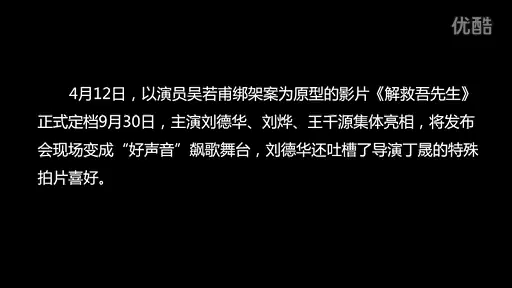 优酷
4月12日，以演员吴若甫绑架案为原型的影片《解救吾先生》
正式定档9月30日，主演刘德华、刘烨、王千源集体亮相，将发布
会现场变成“好声音”飙歌舞台，刘德华还吐槽了导演丁晟的特殊
拍片喜好。